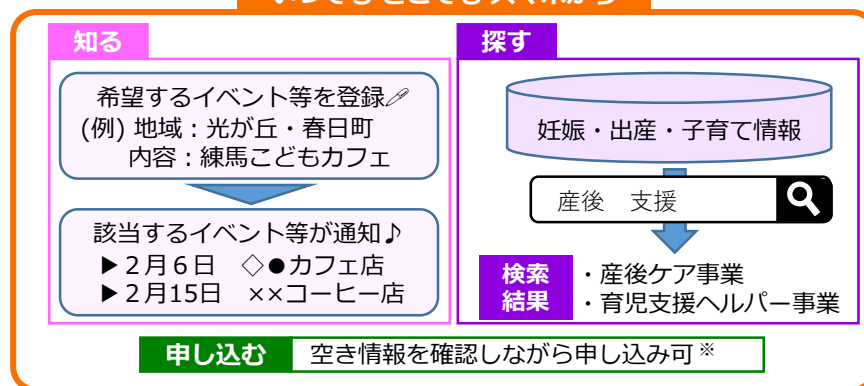 知る
希望するイベント等を登録
(例) 地域：光が丘・春日町
内容：練馬こどもカフェ
該当するイベント等が通知♪
▶２月６日　◇●カフェ店
▶２月15日　××コーヒー店
探す
妊娠・出産・子育て情報
産後　支援
検索結果
・産後ケア事業
・育児支援ヘルパー事業
申し込む　空き情報を確認しながら申し込み可※